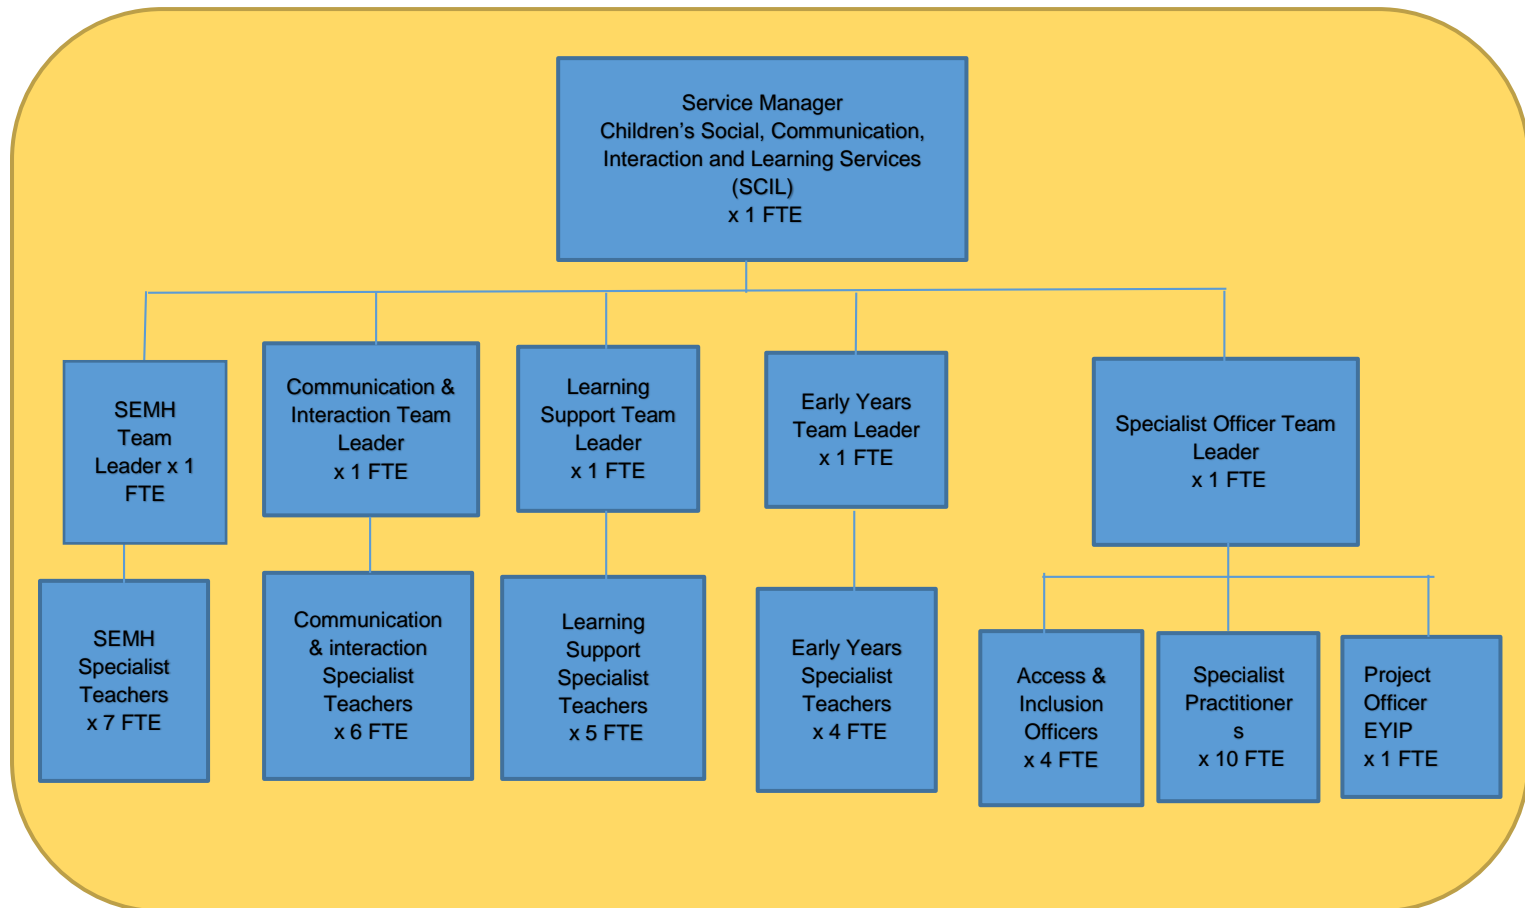 Service Manager
Children’s Social, Communication,
Interaction and Learning Services
(SCIL)
x 1 FTE
SEMH
Team
Leader x 1
FTE
Communication &
Interaction Team
Leader
x 1 FTE
Learning
Support Team
Leader
x 1 FTE
Early Years
Team Leader
x 1 FTE
Specialist Officer Team
Leader
x 1 FTE
SEMH
Specialist
Teachers
x 7 FTE
Communication
& interaction
Specialist
Teachers
x 6 FTE
Learning
Support
Specialist
Teachers
x 5 FTE
Early Years
Specialist
Teachers
x 4 FTE
Access &
Inclusion
Officers
x 4 FTE
Specialist
Practitioner
s
x 10 FTE
Project
Officer
EYIP
x 1 FTE